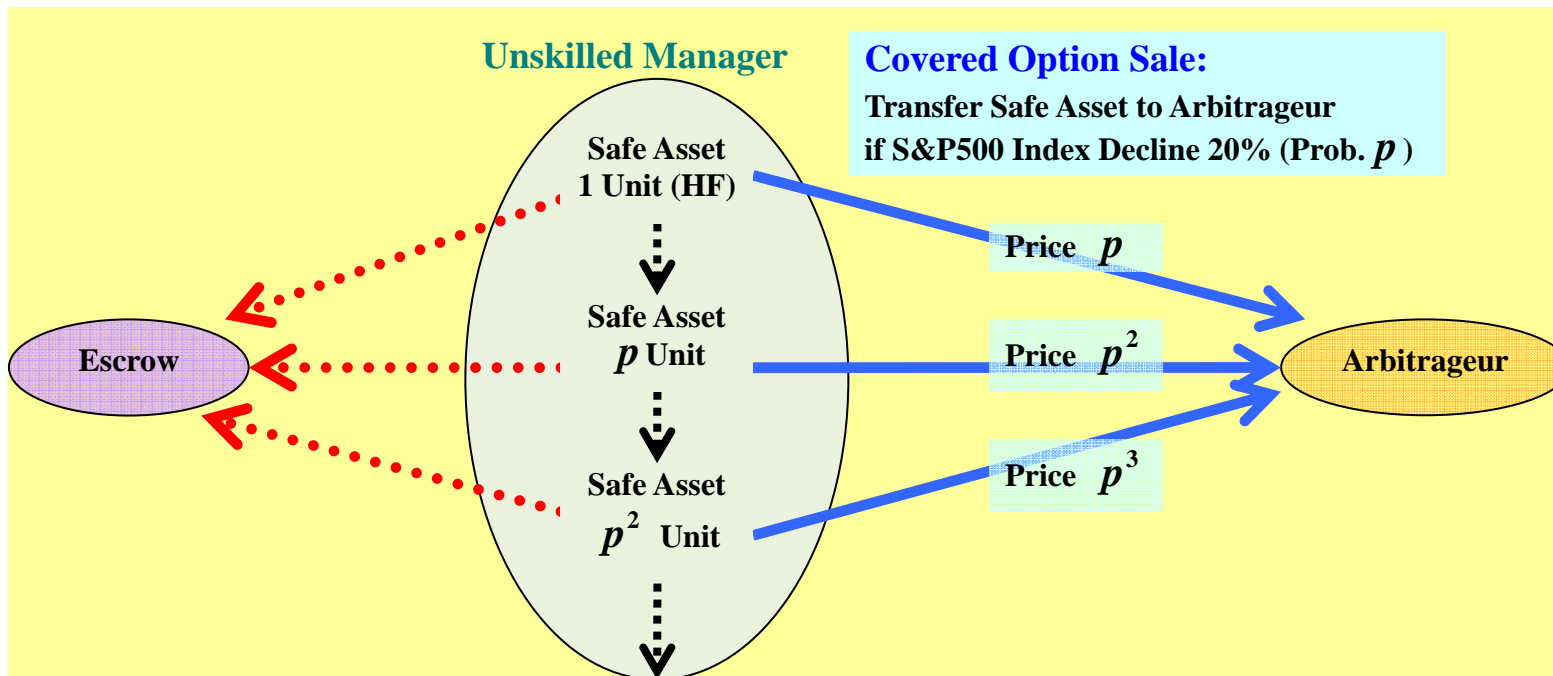 Unskilled Manager
Covered Option Sale:
Transfer Safe Asset to Arbitrageur
if S&P500 Index Decline 20% (Prob. p )
Safe Asset
1 Unit (HF)
Price p
Safe Asset
p Unit
Escrow
Price p²
Arbitrageur
Safe Asset
p² Unit
Price p³